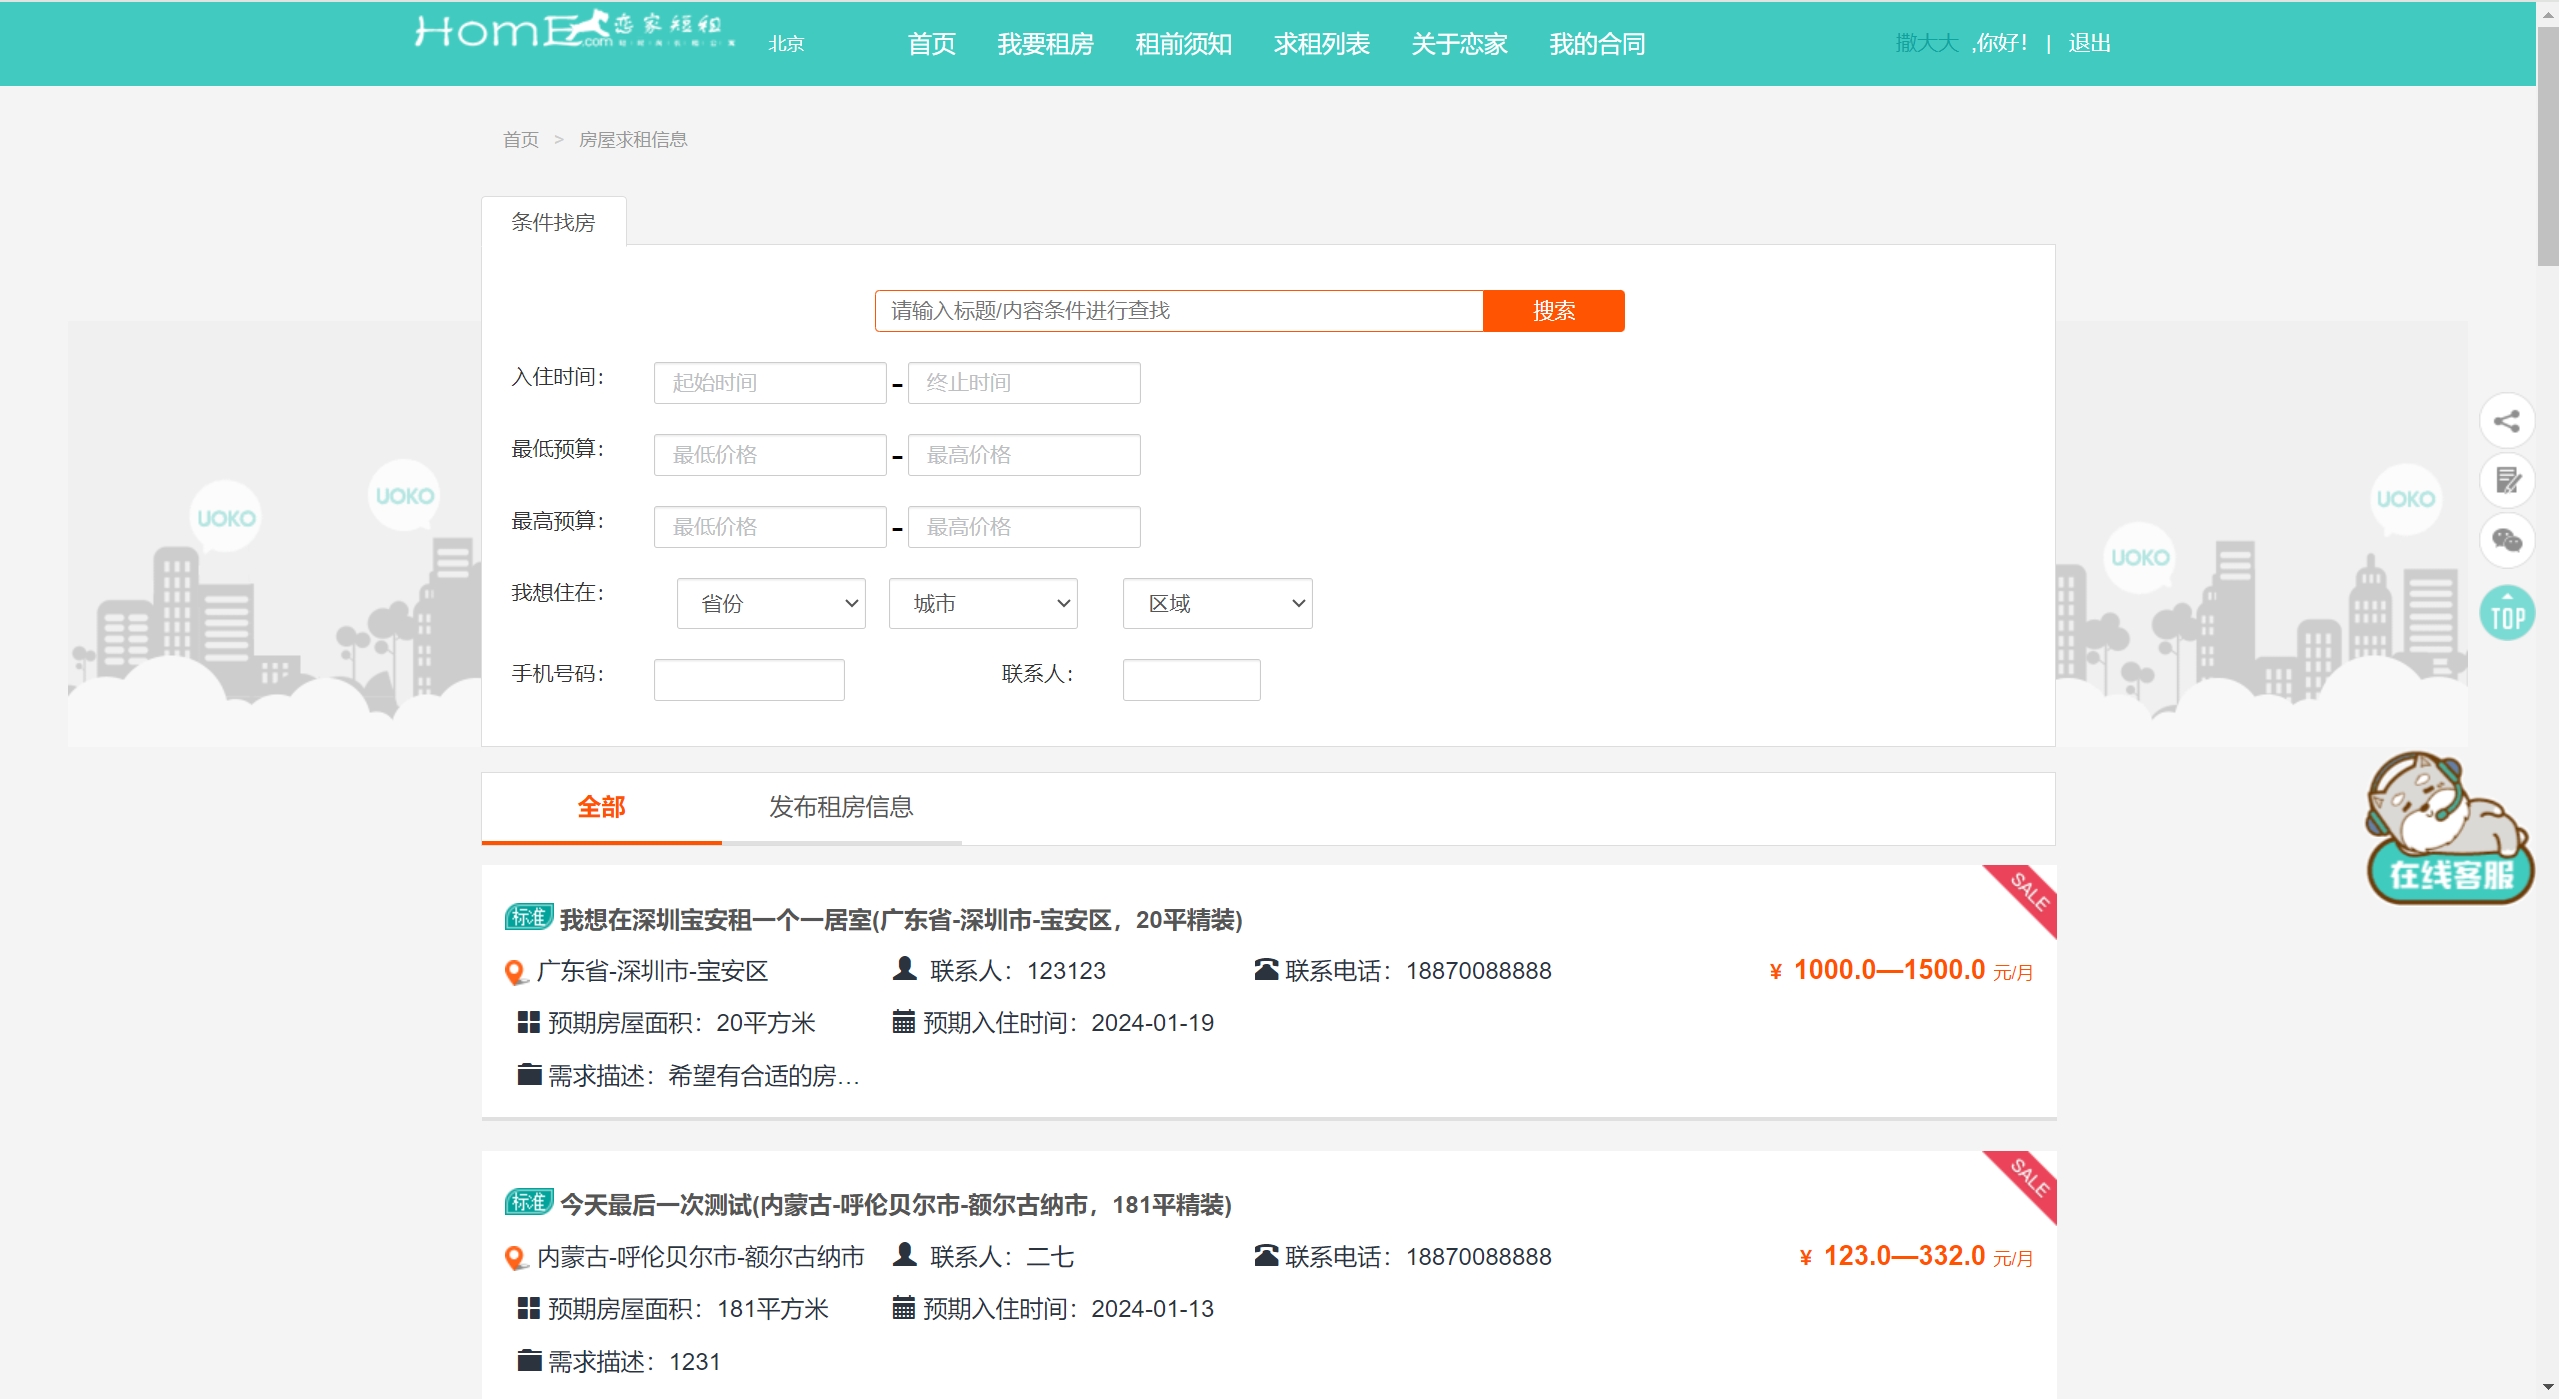 HomE.com 恋家短租
北京
首页 我要租房 租前须知 求租列表 关于恋家 我的合同
撒大大 ,你好! | 退出
首页 > 房屋求租信息
条件找房
请输入标题/内容条件进行查找 搜索
入住时间: 起始时间 - 终止时间
最低预算: 最低价格 - 最高价格
最高预算: 最低价格 - 最高价格
我想住在: 省份 城市 区域
手机号码: 联系人:
UOKO
UOKO
UOKO
UOKO
TOP
在线客服
全部 发布租房信息
SALE
标准 我想在深圳宝安租一个一居室(广东省-深圳市-宝安区，20平精装)
广东省-深圳市-宝安区 联系人：123123 联系电话：18870088888 ¥ 1000.0—1500.0 元/月
预期房屋面积：20平方米 预期入住时间：2024-01-19
需求描述：希望有合适的房…
SALE
标准 今天最后一次测试(内蒙古-呼伦贝尔市-额尔古纳市，181平精装)
内蒙古-呼伦贝尔市-额尔古纳市 联系人：二七 联系电话：18870088888 ¥ 123.0—332.0 元/月
预期房屋面积：181平方米 预期入住时间：2024-01-13
需求描述：1231